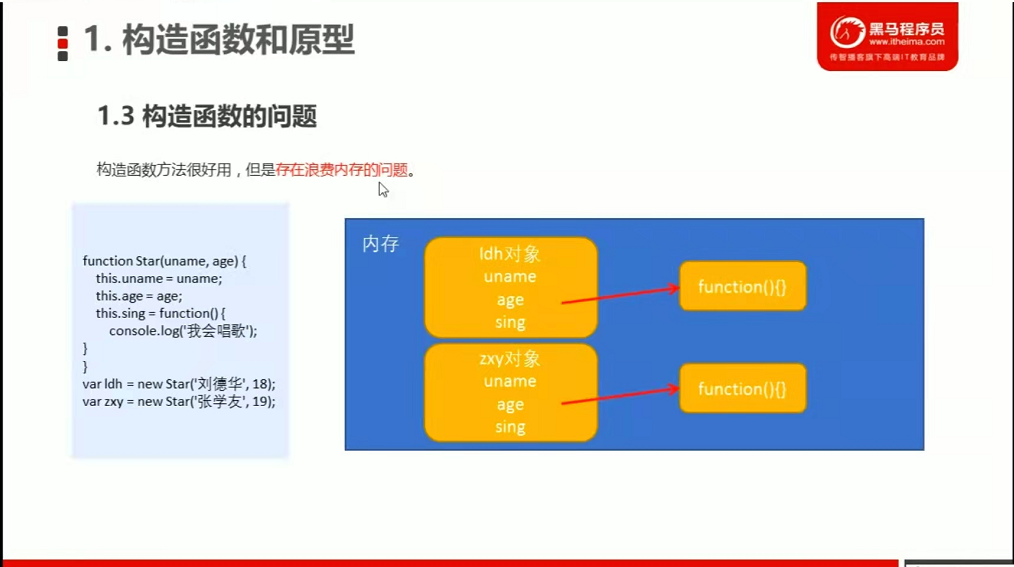 1. 构造函数和原型
黑马程序员
www.itheima.com
传智播客旗下高端IT教育品牌
1.3 构造函数的问题
构造函数方法很好用，但是存在浪费内存的问题。
function Star(uname, age) {
this.uname = uname;
this.age = age;
this.sing = function() {
console.log('我会唱歌');
}
}
var ldh = new Star('刘德华', 18);
var zxy = new Star('张学友', 19);
内存
ldh对象
uname
age
sing
function(){}
zxy对象
uname
age
sing
function(){}